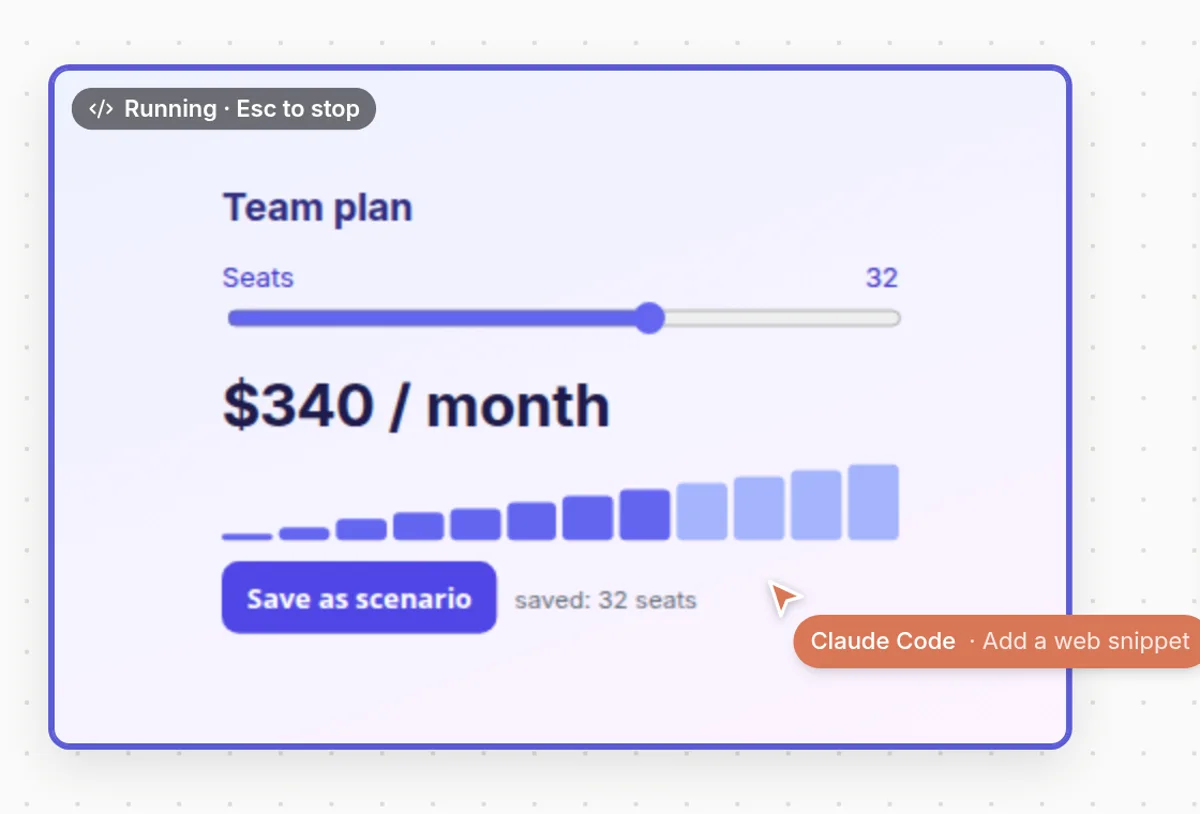 </> Running · Esc to stop
Team plan
Seats 32
$340 / month
Save as scenario saved: 32 seats
Claude Code · Add a web snippet